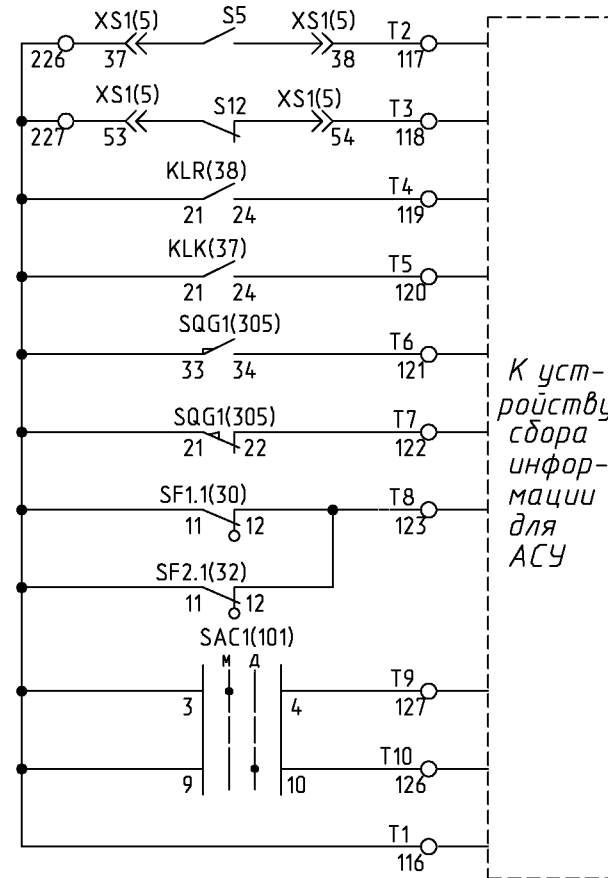 XS1(5) S5 XS1(5) T2
226 37 38 117
XS1(5) S12 XS1(5) T3
227 53 54 118
KLR(38) T4
21 24 119
KLK(37) T5
21 24 120
SQG1(305) T6
33 34 121
SQG1(305) T7
21 22 122
SF1.1(30) T8
11 12 123
SF2.1(32)
11 12
SAC1(101)
М Д
3 4 T9
127
9 10 T10
126
T1
116
К уст-
ройству
сбора
инфор-
мации
для
АСУ